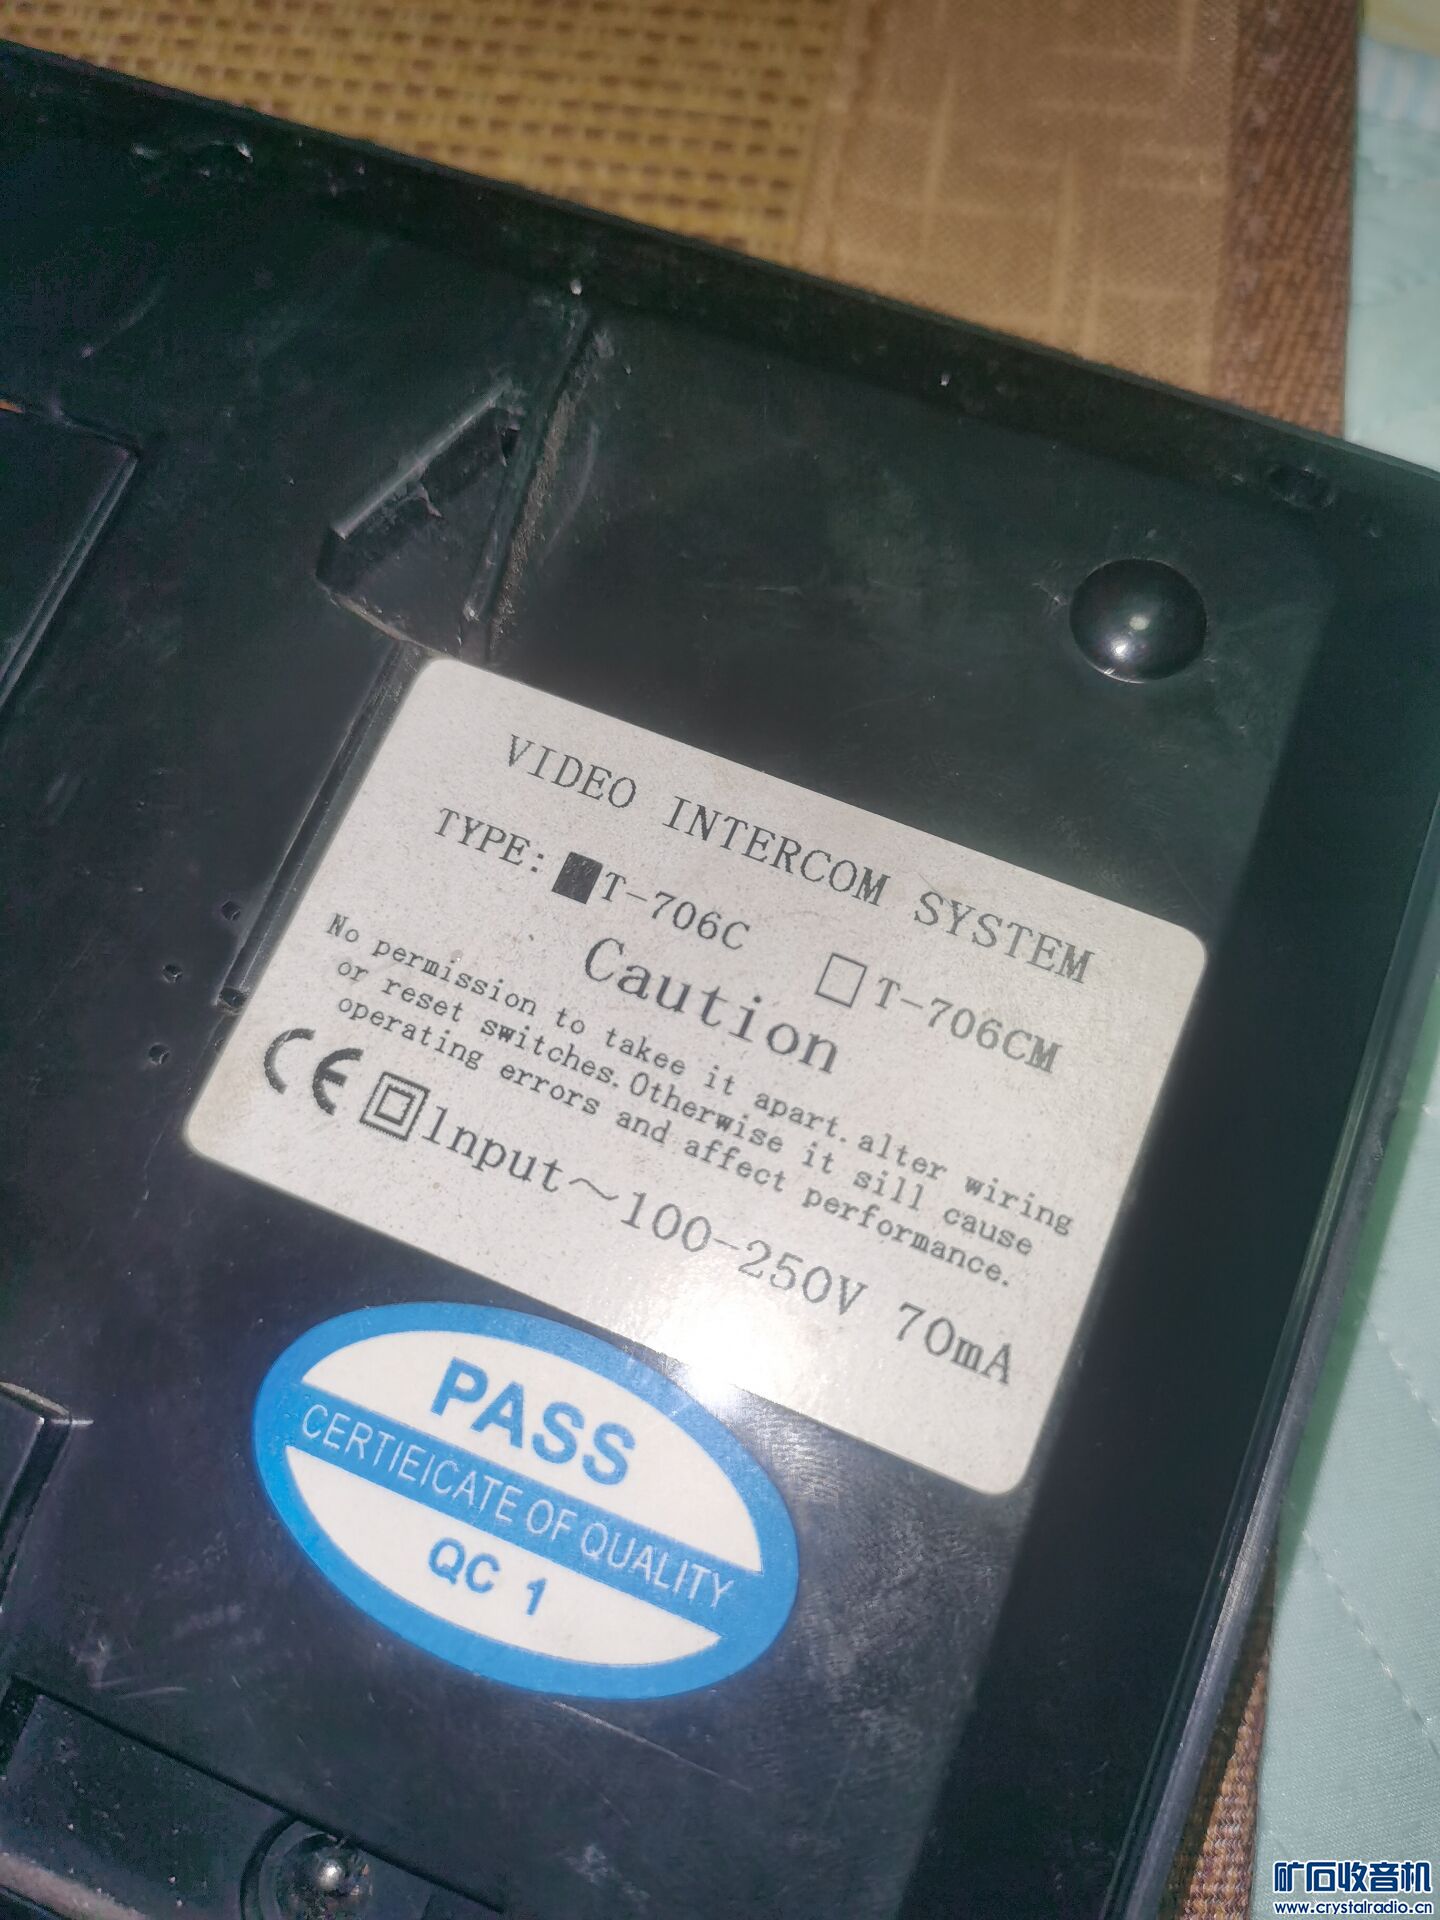 VIDEO INTERCOM SYSTEM
TYPE: ■T-706C □T-706CM
Caution
No permission to takee it apart.alter wiring
or reset switches.Otherwise it sill cause
operating errors and affect performance.
CE lnput～100-250V 70mA
PASS
CERTIEICATE OF QUALITY
QC 1
矿石收音机
www.crystalradio.cn